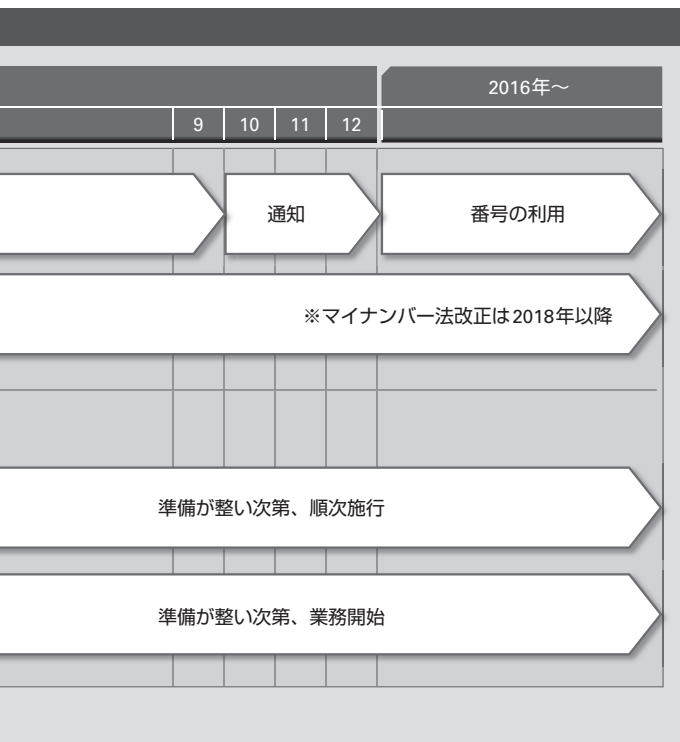 2016年～
9 10 11 12
通知
番号の利用
※マイナンバー法改正は2018年以降
準備が整い次第、順次施行
準備が整い次第、業務開始